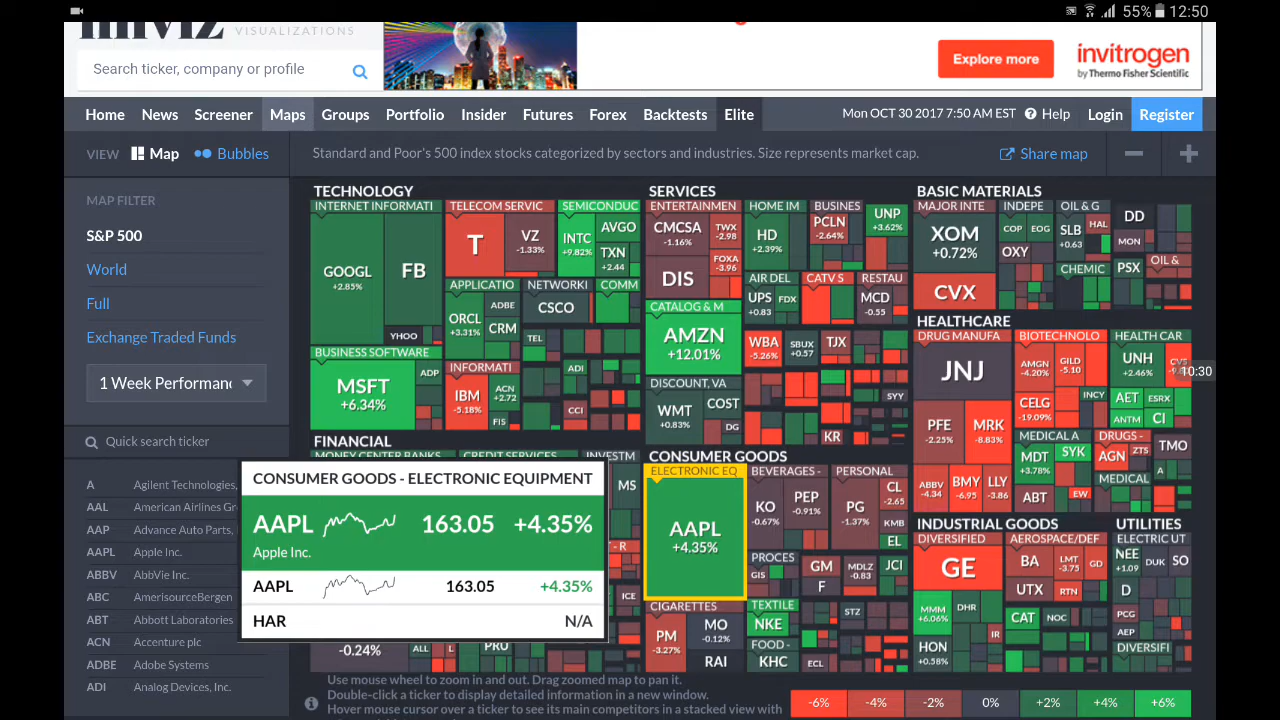 55% 12:50
finviz VISUALIZATIONS
Search ticker, company or profile
Explore more
invitrogen
by Thermo Fisher Scientific
Home News Screener Maps Groups Portfolio Insider Futures Forex Backtests Elite
Mon OCT 30 2017 7:50 AM EST Help Login Register
VIEW Map Bubbles
Standard and Poor's 500 index stocks categorized by sectors and industries. Size represents market cap.
Share map
MAP FILTER
S&P 500
World
Full
Exchange Traded Funds
1 Week Performanc
Quick search ticker
A Agilent Technologies,
AAL American Airlines Gr
AAP Advance Auto Parts,
AAPL Apple Inc.
ABBV AbbVie Inc.
ABC AmerisourceBergen
ABT Abbott Laboratories
ACN Accenture plc
ADBE Adobe Systems
ADI Analog Devices, Inc.
TECHNOLOGY
INTERNET INFORMATI
GOOGL
+2.85%
FB
YHOO
BUSINESS SOFTWARE
MSFT
+6.34%
ADP
TELECOM SERVIC
T
VZ
-1.33%
SEMICONDUC
INTC
+9.82%
AVGO
TXN
+2.44
APPLICATIO
ORCL
+3.31%
ADBE
CRM
NETWORKI
CSCO
COMM
TEL
INFORMATI
IBM
-5.18%
ACN
+2.72
FIS
ADI
CCI
FINANCIAL
MONEY CENTER BANKS
CREDIT SERVICES
INVESTM
MS
- R
ICE
-0.24%
ALL
L
PRU
CONSUMER GOODS - ELECTRONIC EQUIPMENT
AAPL 163.05 +4.35%
Apple Inc.
AAPL 163.05 +4.35%
HAR N/A
SERVICES
ENTERTAINMEN
CMCSA
-1.16%
TWX
-2.98
DIS
FOXA
-3.96
HOME IM
HD
+2.39%
BUSINES
PCLN
-2.64%
UNP
+3.62%
CATALOG & M
AMZN
+12.01%
AIR DEL
UPS
+0.83
FDX
CATV S
RESTAU
MCD
-0.55
WBA
-5.26%
SBUX
+0.57
TJX
DISCOUNT, VA
WMT
+0.83%
COST
DG
SYY
KR
CONSUMER GOODS
ELECTRONIC EQ
AAPL
+4.35%
BEVERAGES -
KO
-0.67%
PEP
-0.91%
PERSONAL
PG
-1.37%
CL
-2.65
KMB
EL
PROCES
GIS
GM
F
MDLZ
-0.83
JCI
CIGARETTES
PM
-3.27%
MO
-0.12%
RAI
TEXTILE
NKE
FOOD -
KHC
STZ
ECL
BASIC MATERIALS
MAJOR INTE
XOM
+0.72%
CVX
INDEPE
COP
EOG
OXY
OIL & G
SLB
+0.63
HAL
CHEMIC
DD
MON
PSX
OIL &
HEALTHCARE
DRUG MANUFA
JNJ
PFE
-2.25%
MRK
-8.83%
ABBV
-4.34
BMY
-6.95
LLY
-3.86
BIOTECHNOLO
AMGN
-4.20%
GILD
-5.10
CELG
-19.09%
INCY
HEALTH CAR
UNH
+2.46%
CVS
AET
ESRX
ANTM
CI
MEDICAL A
MDT
+3.78%
SYK
ABT
EW
DRUGS -
AGN
ZTS
TMO
MEDICAL
A
10:30
INDUSTRIAL GOODS
DIVERSIFIED
GE
MMM
+6.06%
DHR
HON
+0.58%
IR
AEROSPACE/DEF
BA
LMT
-3.75
GD
UTX
RTN
CAT
NOC
UTILITIES
ELECTRIC UT
NEE
+1.09
DUK
SO
D
PCG
AEP
DIVERSIFI
Use mouse wheel to zoom in and out. Drag zoomed map to pan it.
Double-click a ticker to display detailed information in a new window.
Hover mouse cursor over a ticker to see its main competitors in a stacked view with
-6% -4% -2% 0% +2% +4% +6%